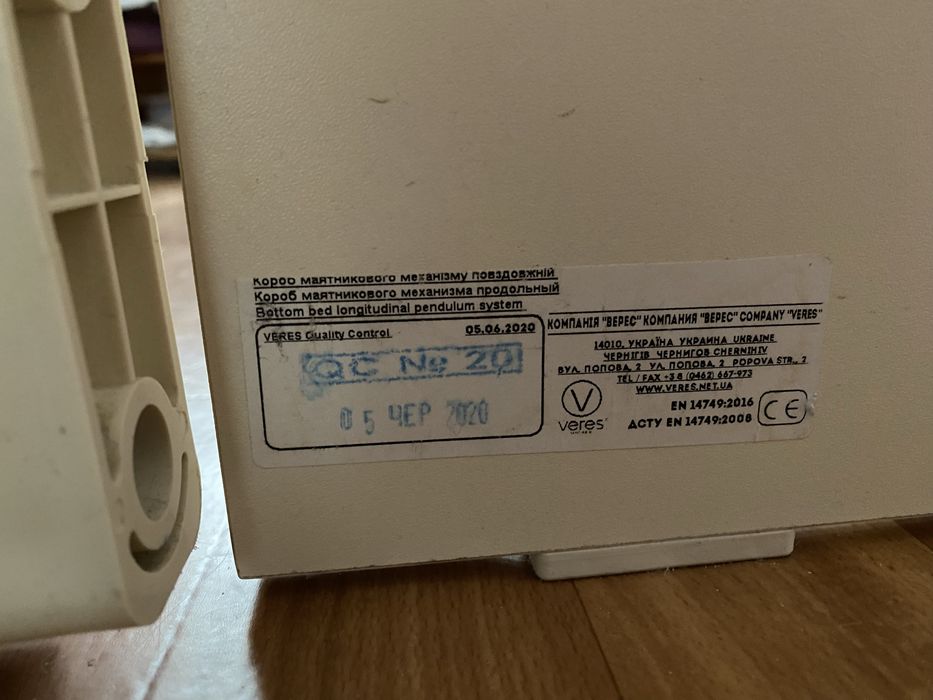 Короб маятникового механізму повздовжній
Короб маятникового механизма продольный
Bottom bed longitudinal pendulum system
VERES Quality Control 05.06.2020
QC № 20
05 ЧЕР 2020
КОМПАНІЯ "ВЕРЕС" КОМПАНИЯ "ВЕРЕС" COMPANY "VERES"
14010, УКРАЇНА УКРАИНА UKRAINE
ЧЕРНІГІВ ЧЕРНИГОВ CHERNIHIV
ВУЛ. ПОПОВА, 2 УЛ. ПОПОВА, 2 POPOVA STR., 2
TEL / FAX +3 8 (0462) 667-973
WWW.VERES.NET.UA
veres
EN 14749:2016
ДСТУ EN 14749:2008
CE